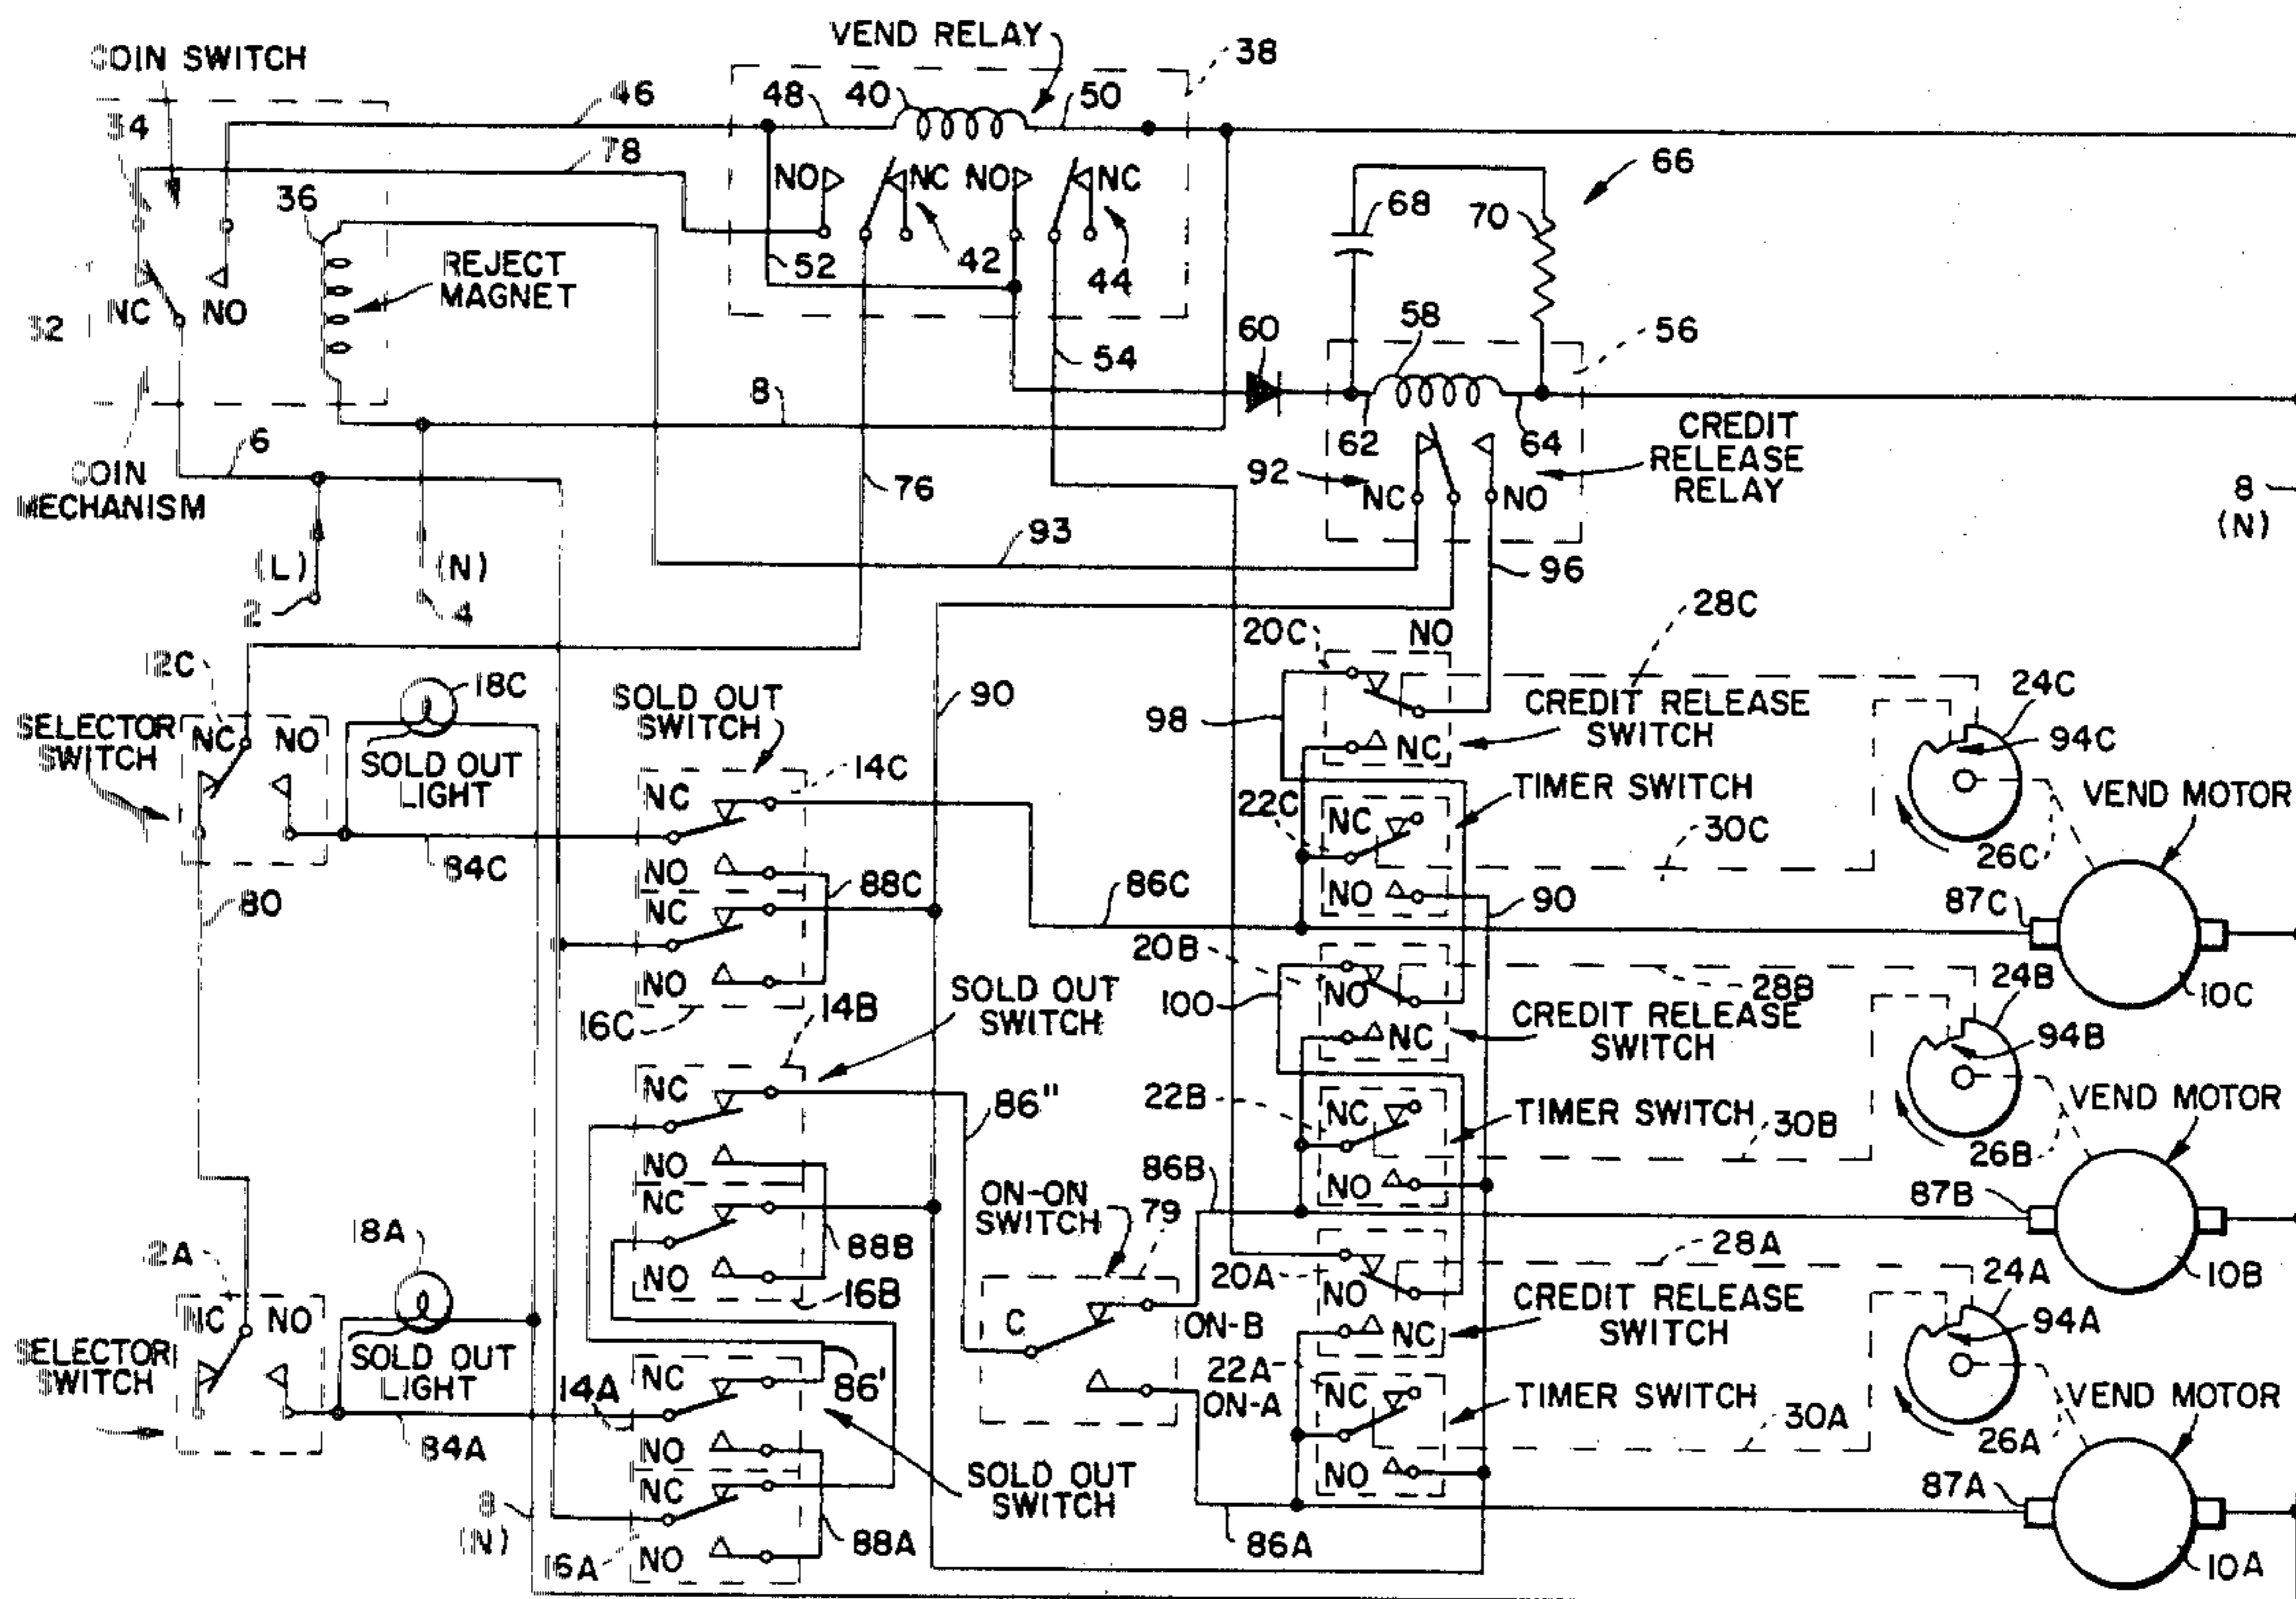 VEND RELAY
38
COIN SWITCH
46
48
40
50
34
78
66
NO
NC
NO
NC
36
68
70
REJECT
MAGNET
52
42
44
NC
NO
32
60
58
56
54
8
6
62
64
CREDIT
RELEASE
RELAY
COIN
MECHANISM
76
92
NC
NO
8
(N)
93
(L)
(N)
96
2
4
28C
20C
NO
12C
18C
SOLD OUT
SWITCH
90
24C
SELECTOR
SWITCH
NC
NO
98
CREDIT RELEASE
SWITCH
94C
SOLD OUT
LIGHT
14C
NC
NC
TIMER SWITCH
VEND MOTOR
22C
NC
30C
26C
84C
NO
88C
86C
NO
90
87C
80
NC
20B
NO
SOLD OUT
SWITCH
14B
100
NO
28B
24B
10C
16C
NC
CREDIT RELEASE
SWITCH
94B
NC
86"
22B
NC
TIMER SWITCH
30B
VEND MOTOR
26B
NO
NC
ON-ON
SWITCH
79
86B
NO
87B
18A
2A
88B
NO
16B
28A
20A
NO
24A
10B
NC
NO
C
ON-B
CREDIT RELEASE
SWITCH
94A
NC
SELECTOR
SWITCH
SOLD OUT
LIGHT
14A
NC
86'
22A
ON-A
NC
TIMER SWITCH
30A
VEND MOTOR
26A
84A
NO
SOLD OUT
SWITCH
NO
87A
8
(N)
NC
88A
86A
16A
NO
10A